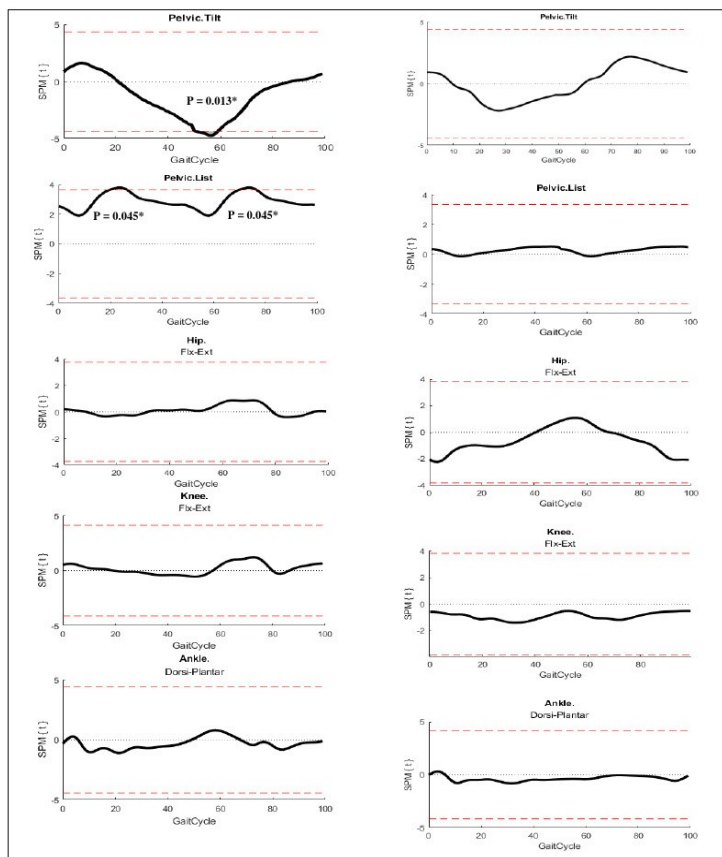 Pelvic.Tilt
5
0
-5
SPM{t}
P = 0.013*
0 20 40 60 80 100
GaitCycle
Pelvic.List
4
2
0
-2
-4
SPM{t}
P = 0.045* P = 0.045*
0 20 40 60 80 100
GaitCycle
Hip.
Flx-Ext
4
2
0
-2
-4
SPM{t}
0 20 40 60 80 100
GaitCycle
Knee.
Flx-Ext
5
0
-5
SPM{t}
0 20 40 60 80 100
GaitCycle
Ankle.
Dorsi-Plantar
5
0
-5
SPM{t}
0 20 40 60 80 100
GaitCycle
Pelvic.Tilt
5
0
-5
SPM{t}
0 10 20 30 40 50 60 70 80 90 100
GaitCycle
Pelvic.List
4
2
0
-2
-4
SPM{t}
0 20 40 60 80 100
GaitCycle
Hip.
Flx-Ext
4
2
0
-2
-4
SPM{t}
0 20 40 60 80 100
GaitCycle
Knee.
Flx-Ext
4
2
0
-2
SPM{t}
0 20 40 60 80
GaitCycle
Ankle.
Dorsi-Plantar
5
0
-5
SPM{t}
0 20 40 60 80 100
GaitCycle